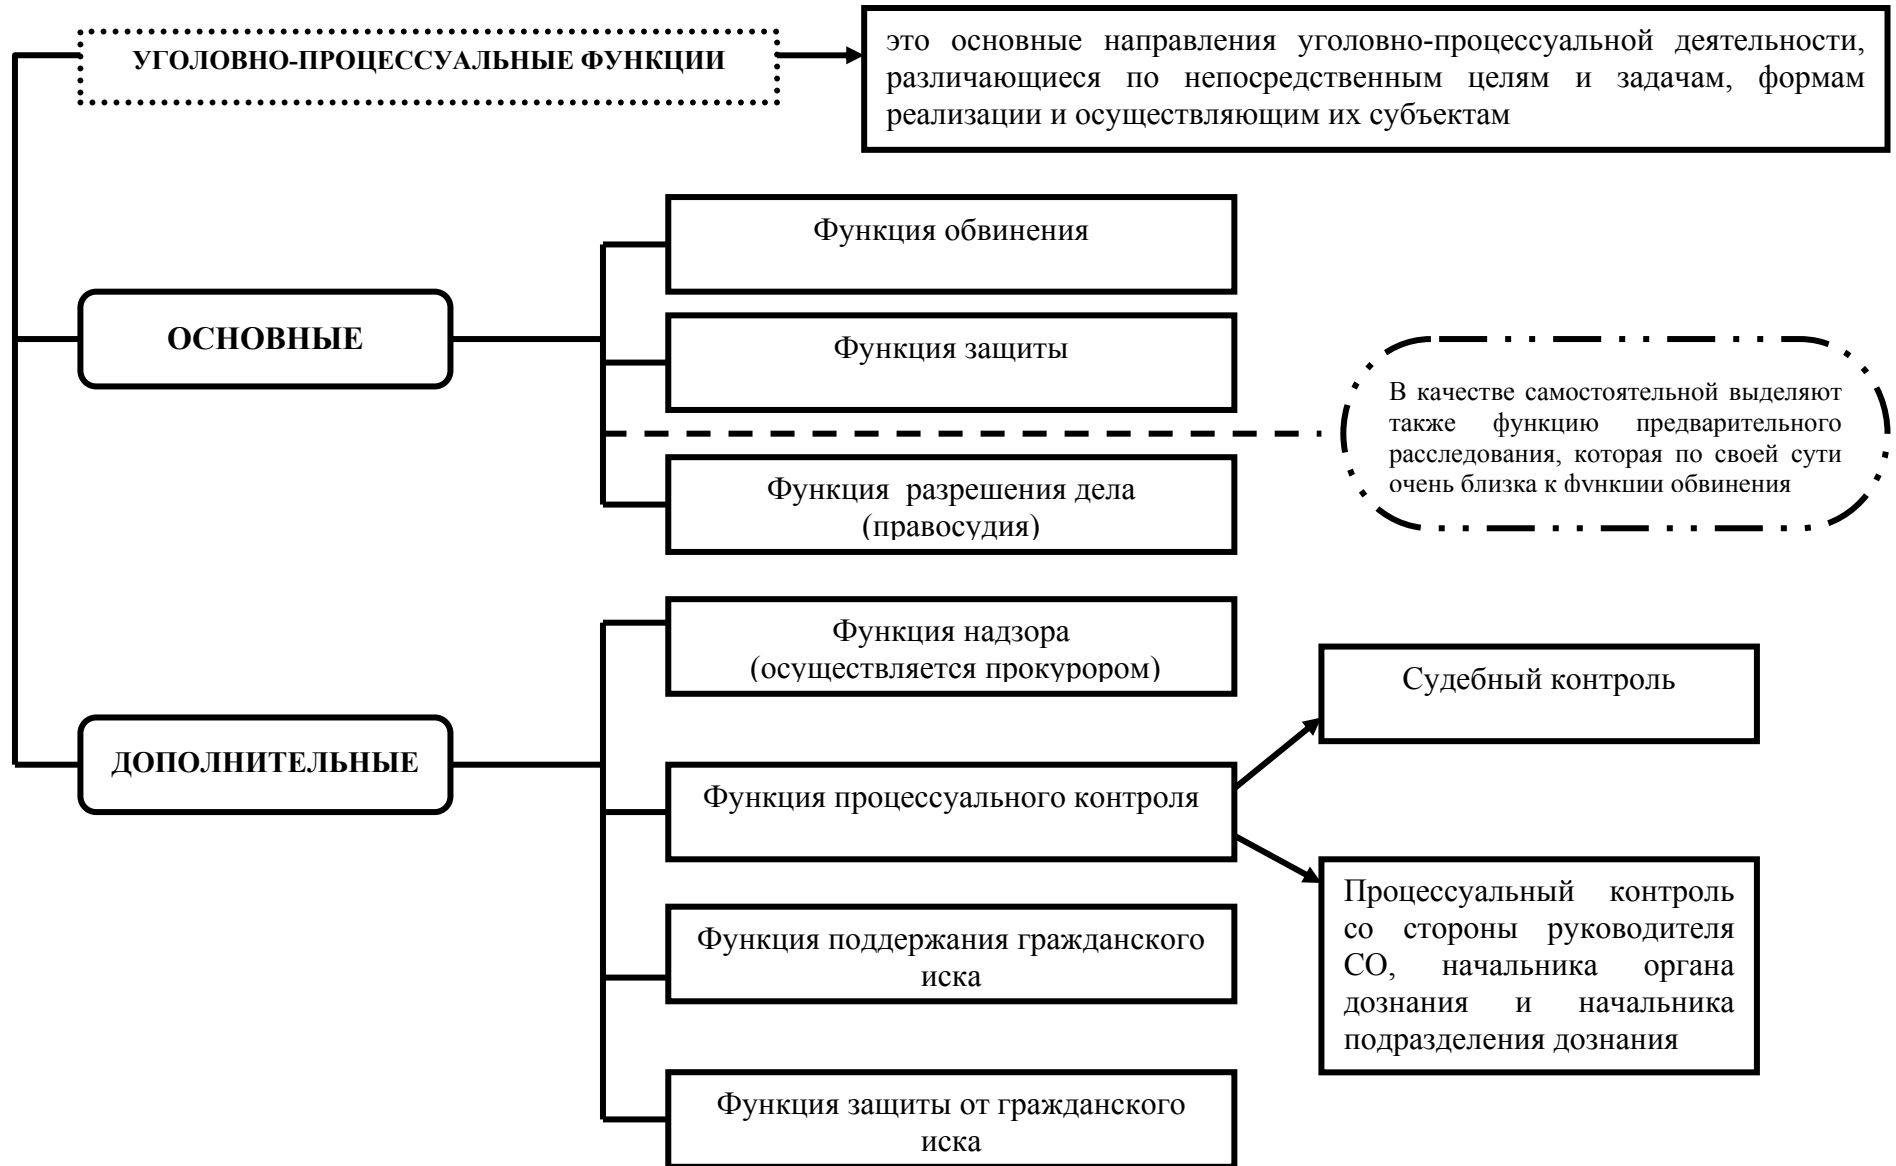 УГОЛОВНО-ПРОЦЕССУАЛЬНЫЕ ФУНКЦИИ
это основные направления уголовно-процессуальной деятельности,
различающиеся по непосредственным целям и задачам, формам
реализации и осуществляющим их субъектам
ОСНОВНЫЕ
Функция обвинения
Функция защиты
В качестве самостоятельной выделяют
также функцию предварительного
расследования, которая по своей сути
очень близка к функции обвинения
Функция разрешения дела
(правосудия)
ДОПОЛНИТЕЛЬНЫЕ
Функция надзора
(осуществляется прокурором)
Функция процессуального контроля
Судебный контроль
Процессуальный контроль
со стороны руководителя
СО, начальника органа
дознания и начальника
подразделения дознания
Функция поддержания гражданского
иска
Функция защиты от гражданского
иска